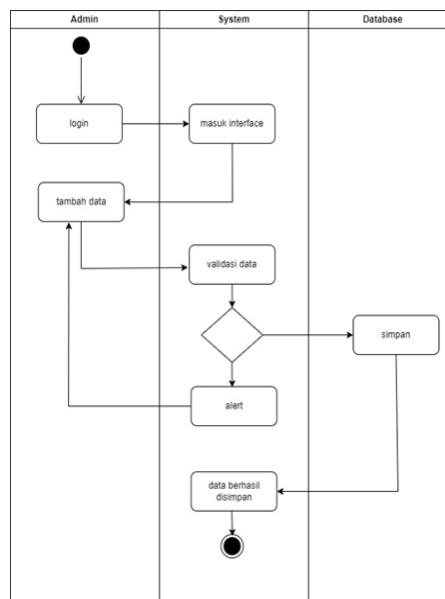 Admin
System
Database
login
masuk interface
tambah data
validasi data
simpan
alert
data berhasil
disimpan